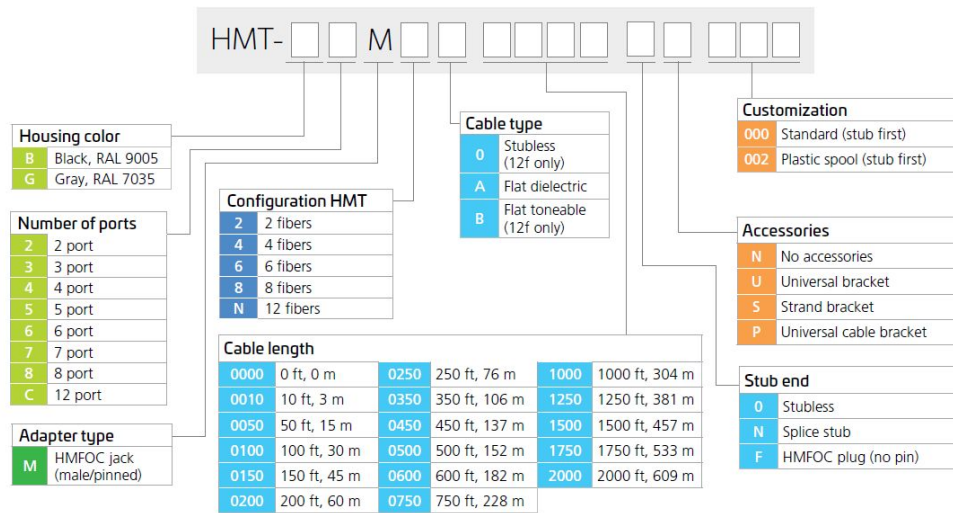 HMT- M
Housing color
B Black, RAL 9005
G Gray, RAL 7035
Number of ports
2 2 port
3 3 port
4 4 port
5 5 port
6 6 port
7 7 port
8 8 port
C 12 port
Adapter type
M HMFOC jack
(male/pinned)
Configuration HMT
2 2 fibers
4 4 fibers
6 6 fibers
8 8 fibers
N 12 fibers
Cable type
0 Stubless
(12f only)
A Flat dielectric
B Flat toneable
(12f only)
Cable length
0000 0 ft, 0 m 0250 250 ft, 76 m 1000 1000 ft, 304 m
0010 10 ft, 3 m 0350 350 ft, 106 m 1250 1250 ft, 381 m
0050 50 ft, 15 m 0450 450 ft, 137 m 1500 1500 ft, 457 m
0100 100 ft, 30 m 0500 500 ft, 152 m 1750 1750 ft, 533 m
0150 150 ft, 45 m 0600 600 ft, 182 m 2000 2000 ft, 609 m
0200 200 ft, 60 m 0750 750 ft, 228 m
Customization
000 Standard (stub first)
002 Plastic spool (stub first)
Accessories
N No accessories
U Universal bracket
S Strand bracket
P Universal cable bracket
Stub end
0 Stubless
N Splice stub
F HMFOC plug (no pin)